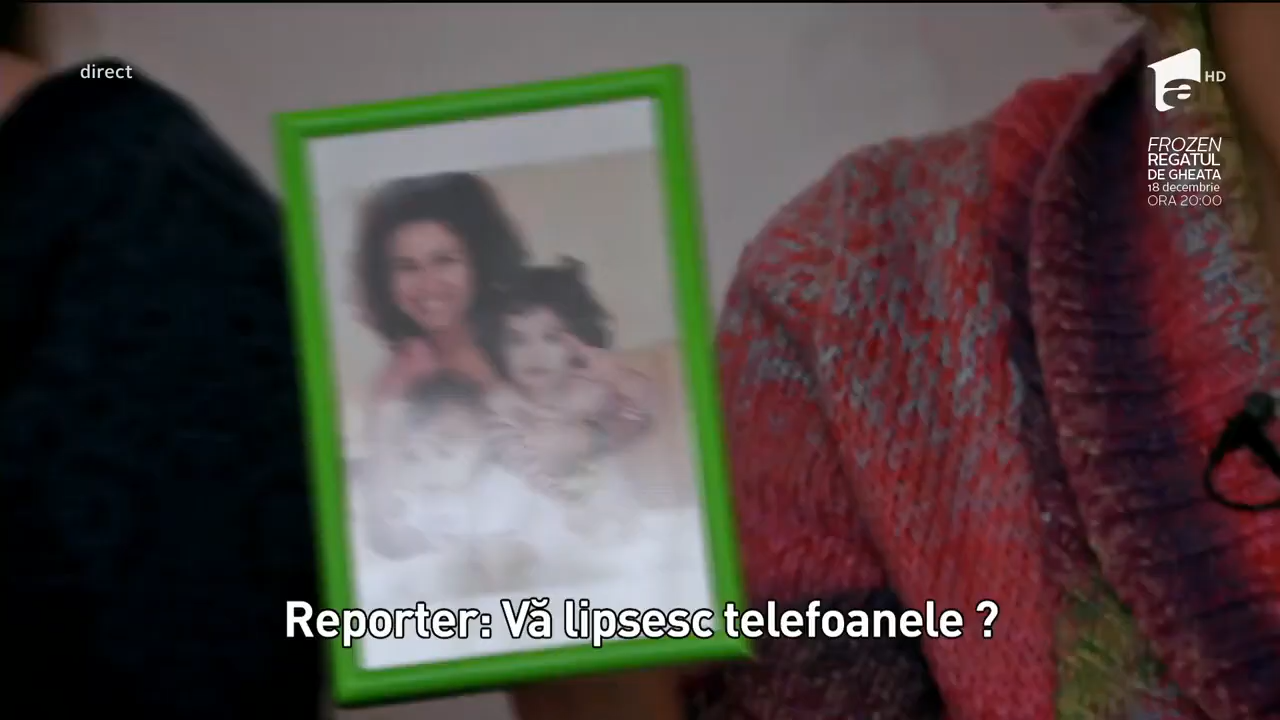 direct
HD
FROZEN
REGATUL
DE GHEATA
18 decembrie
ORA 20:00
Reporter: Vă lipsesc telefoanele ?